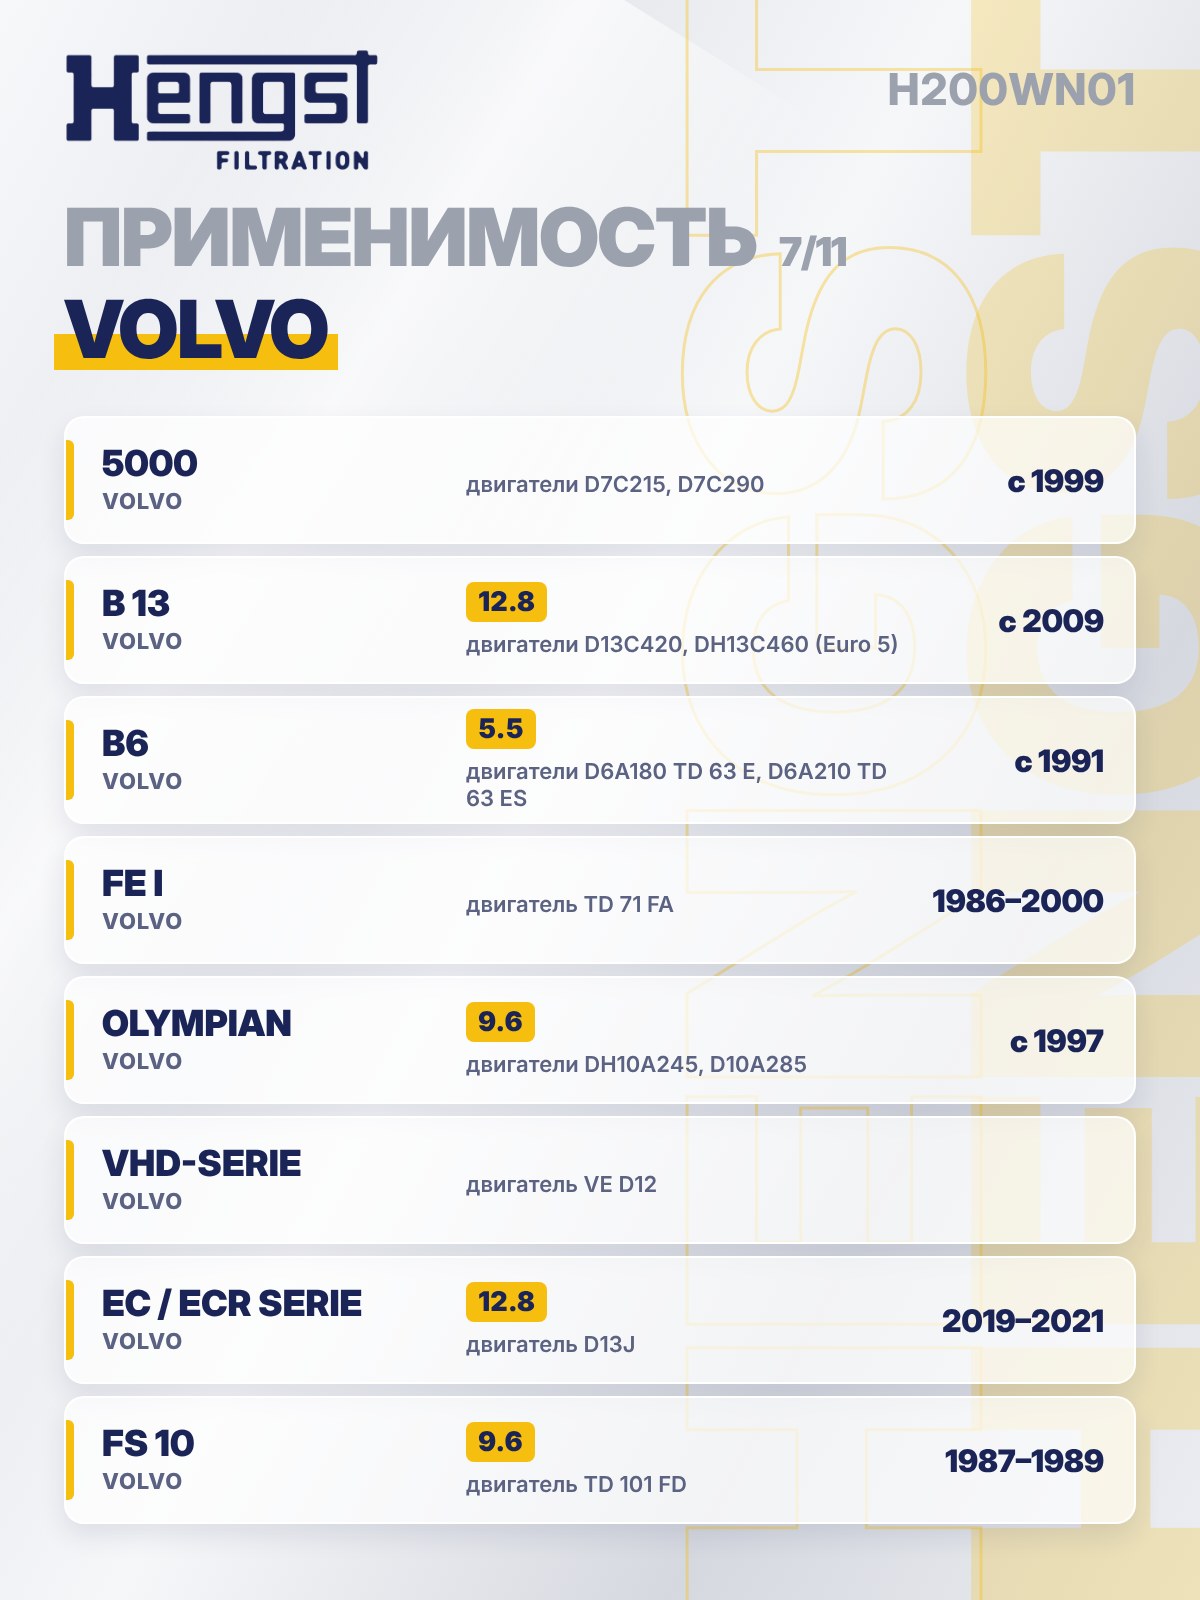 Hengst
FILTRATION
H200WN01
ПРИМЕНИМОСТЬ 7/11
VOLVO
5000
VOLVO
двигатели D7C215, D7C290
с 1999
B 13
VOLVO
12.8
двигатели D13C420, DH13C460 (Euro 5)
с 2009
B6
VOLVO
5.5
двигатели D6A180 TD 63 E, D6A210 TD
63 ES
с 1991
FE I
VOLVO
двигатель TD 71 FA
1986–2000
OLYMPIAN
VOLVO
9.6
двигатели DH10A245, D10A285
с 1997
VHD-SERIE
VOLVO
двигатель VE D12
EC / ECR SERIE
VOLVO
12.8
двигатель D13J
2019–2021
FS 10
VOLVO
9.6
двигатель TD 101 FD
1987–1989
HENGST
HENGST